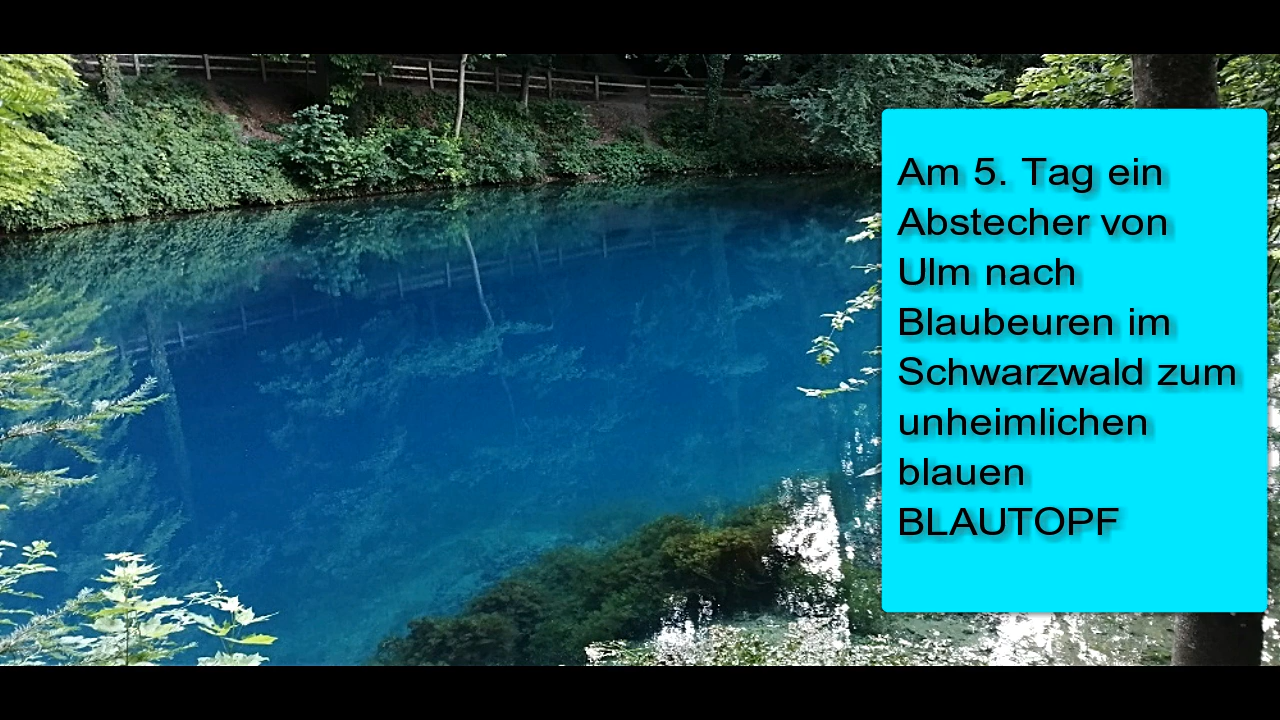 Am 5. Tag ein
Abstecher von
Ulm nach
Blaubeuren im
Schwarzwald zum
unheimlichen
blauen
BLAUTOPF